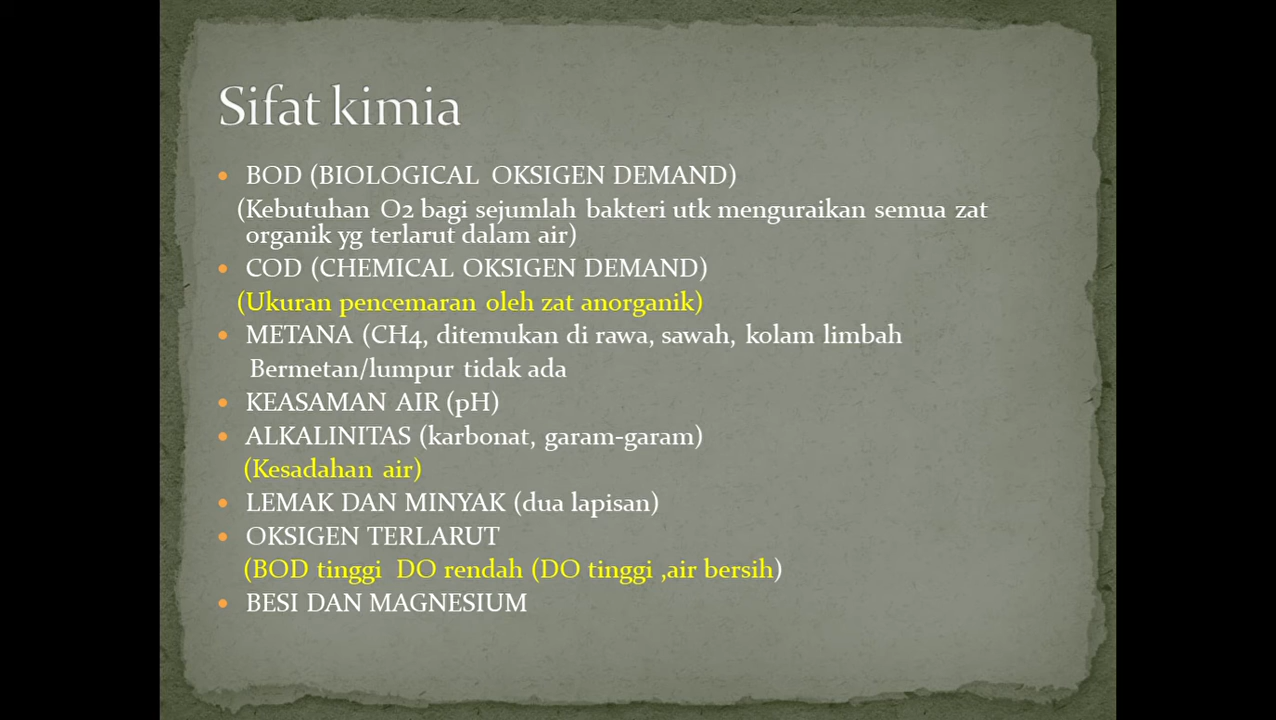 Sifat kimia
• BOD (BIOLOGICAL OKSIGEN DEMAND)
(Kebutuhan O2 bagi sejumlah bakteri utk menguraikan semua zat
organik yg terlarut dalam air)
• COD (CHEMICAL OKSIGEN DEMAND)
(Ukuran pencemaran oleh zat anorganik)
• METANA (CH4, ditemukan di rawa, sawah, kolam limbah
Bermetan/lumpur tidak ada
• KEASAMAN AIR (pH)
• ALKALINITAS (karbonat, garam-garam)
(Kesadahan air)
• LEMAK DAN MINYAK (dua lapisan)
• OKSIGEN TERLARUT
(BOD tinggi DO rendah (DO tinggi ,air bersih)
• BESI DAN MAGNESIUM